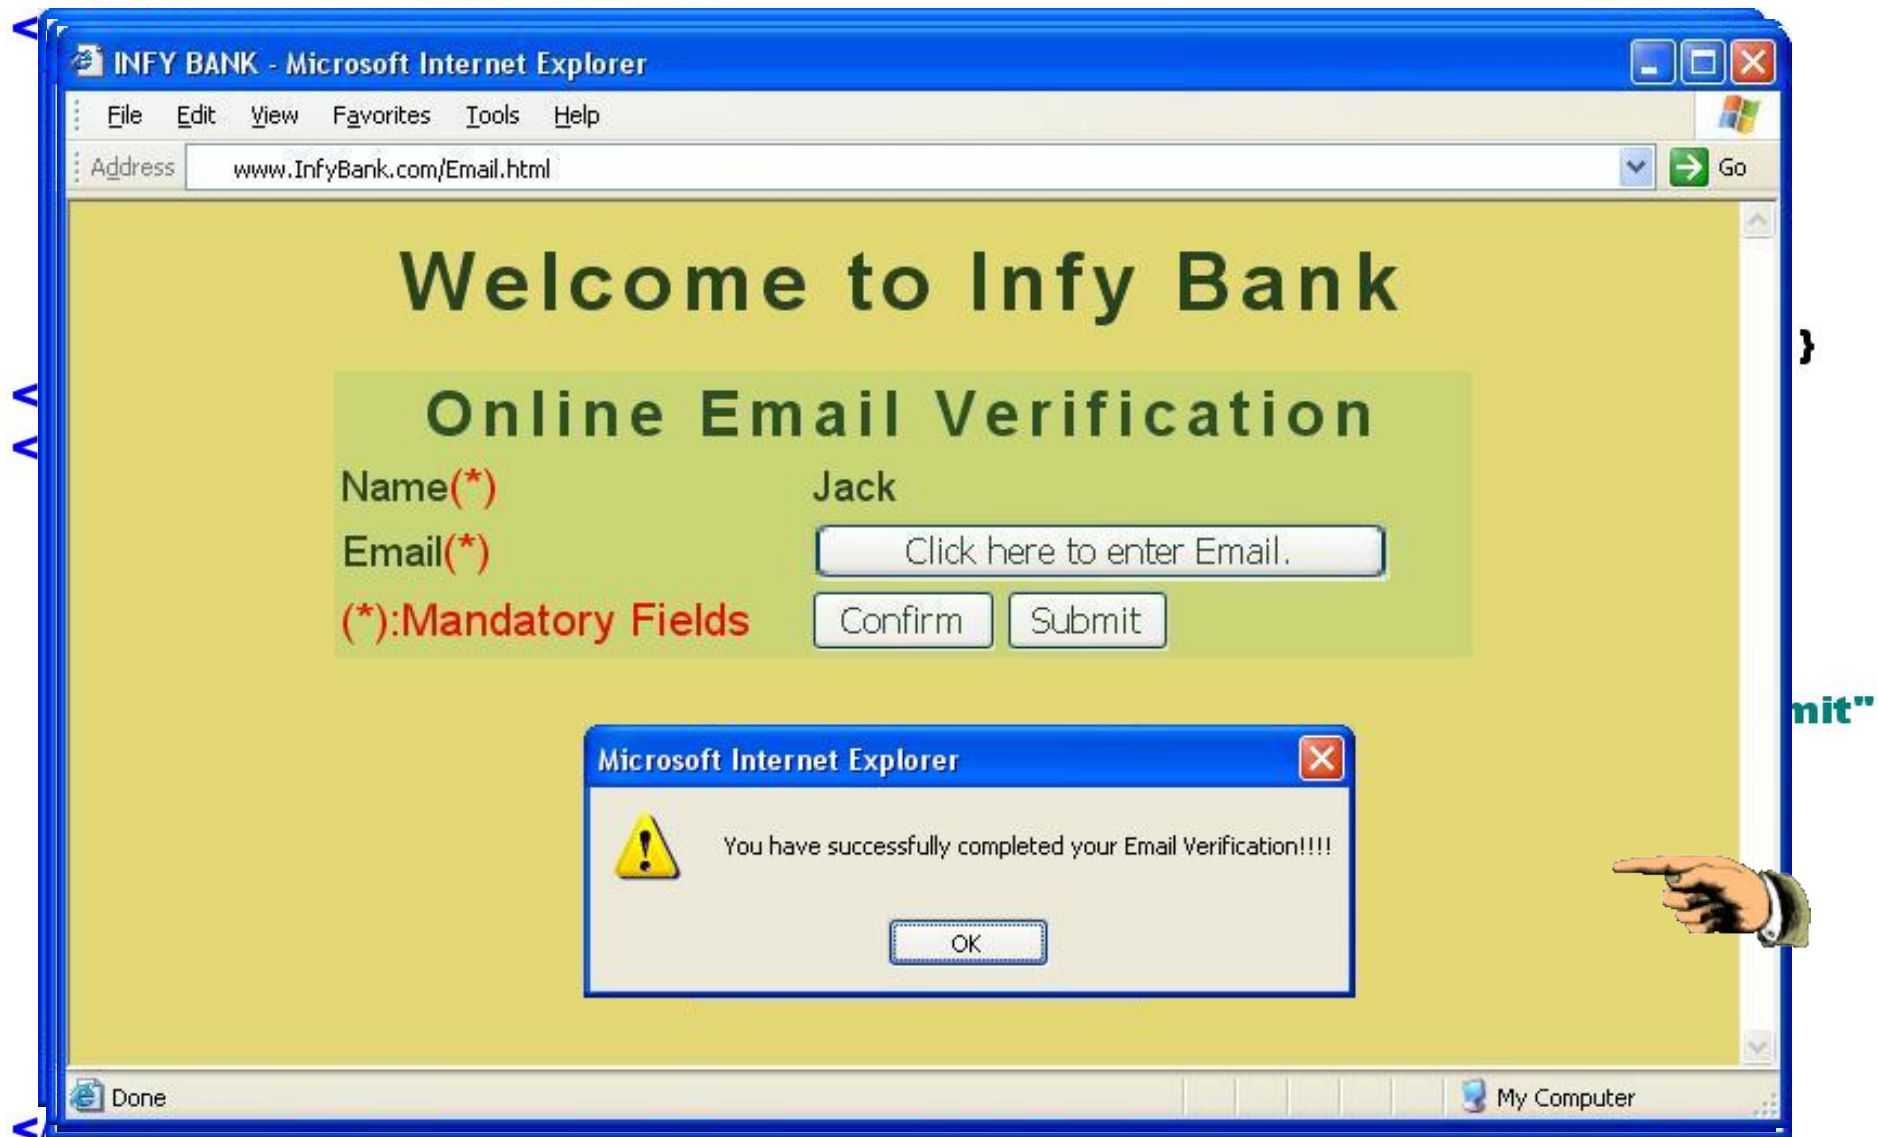 <
INFY BANK - Microsoft Internet Explorer
File Edit View Favorites Tools Help
Address www.InfyBank.com/Email.html Go
Welcome to Infy Bank
}
<
Online Email Verification
<
Name(*) Jack
Email(*) Click here to enter Email.
(*):Mandatory Fields Confirm Submit
mit"
Microsoft Internet Explorer
You have successfully completed your Email Verification!!!!
OK
Done My Computer
</